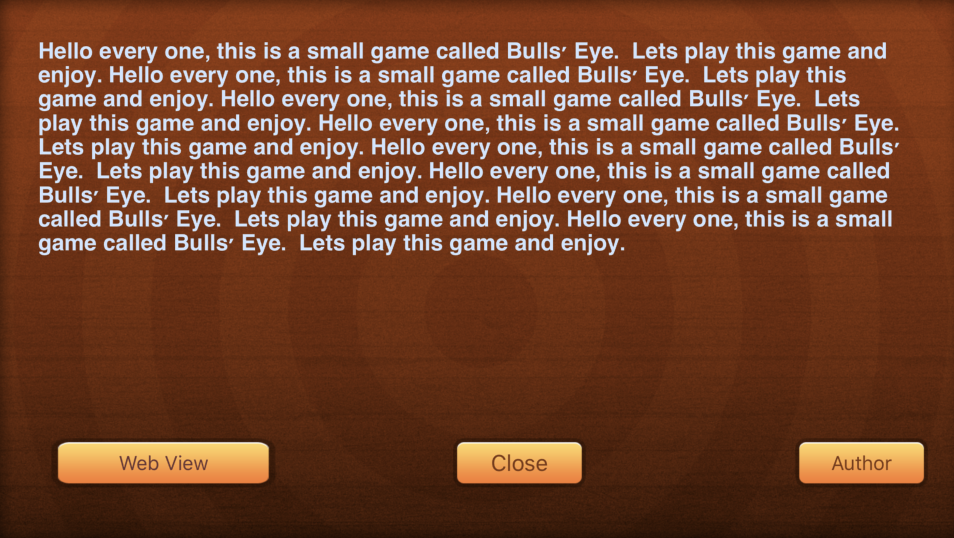 Hello every one, this is a small game called Bulls′ Eye.  Lets play this game and
enjoy. Hello every one, this is a small game called Bulls′ Eye.  Lets play this
game and enjoy. Hello every one, this is a small game called Bulls′ Eye.  Lets
play this game and enjoy. Hello every one, this is a small game called Bulls′ Eye.
Lets play this game and enjoy. Hello every one, this is a small game called Bulls′
Eye.  Lets play this game and enjoy. Hello every one, this is a small game called
Bulls′ Eye.  Lets play this game and enjoy. Hello every one, this is a small game
called Bulls′ Eye.  Lets play this game and enjoy. Hello every one, this is a small
game called Bulls′ Eye.  Lets play this game and enjoy.
Web View
Close
Author